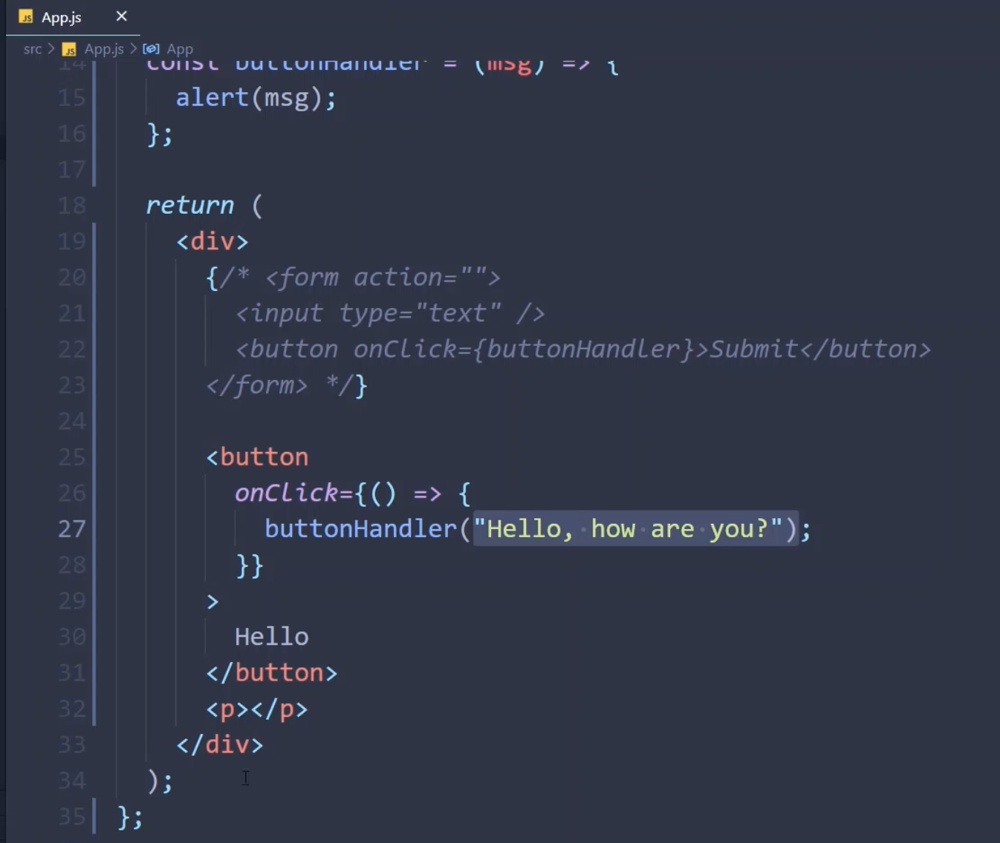 JS App.js ×
src > JS App.js > App
14 const buttonHandler = (msg) => {
15 alert(msg);
16 };
17
18 return (
19 <div>
20 {/* <form action="">
21 <input type="text" />
22 <button onClick={buttonHandler}>Submit</button>
23 </form> */}
24
25 <button
26 onClick={() => {
27 buttonHandler("Hello, how are you?");
28 }}
29 >
30 Hello
31 </button>
32 <p></p>
33 </div>
34 );
35 };